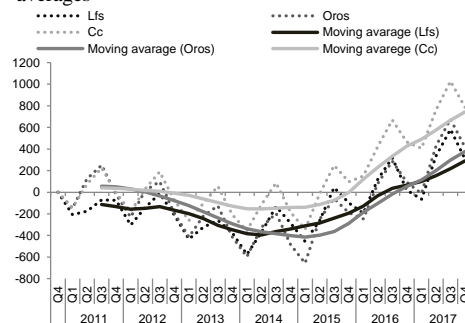 averages
Lfs Oros
Cc Moving avarage (Lfs)
Moving avarage (Oros) Moving avarege (Cc)
1200
1000
800
600
400
200
0
-200
-400
-600
-800
Q4 Q1 Q2 Q3 Q4 Q1 Q2 Q3 Q4 Q1 Q2 Q3 Q4 Q1 Q2 Q3 Q4 Q1 Q2 Q3 Q4 Q1 Q2 Q3 Q4 Q1 Q2 Q3 Q4
2011 2012 2013 2014 2015 2016 2017